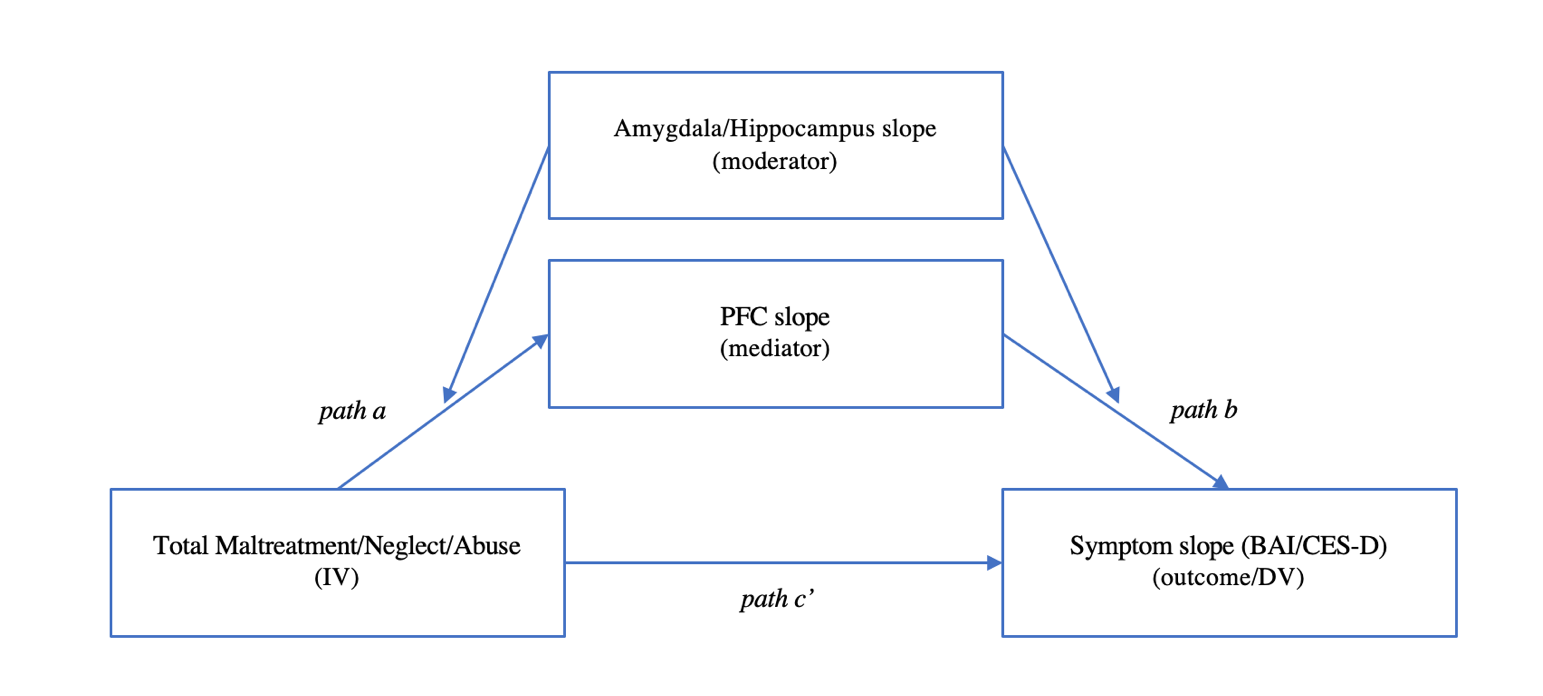 Amygdala/Hippocampus slope
(moderator)
PFC slope
(mediator)
path a
path b
Total Maltreatment/Neglect/Abuse
(IV)
Symptom slope (BAI/CES-D)
(outcome/DV)
path c’